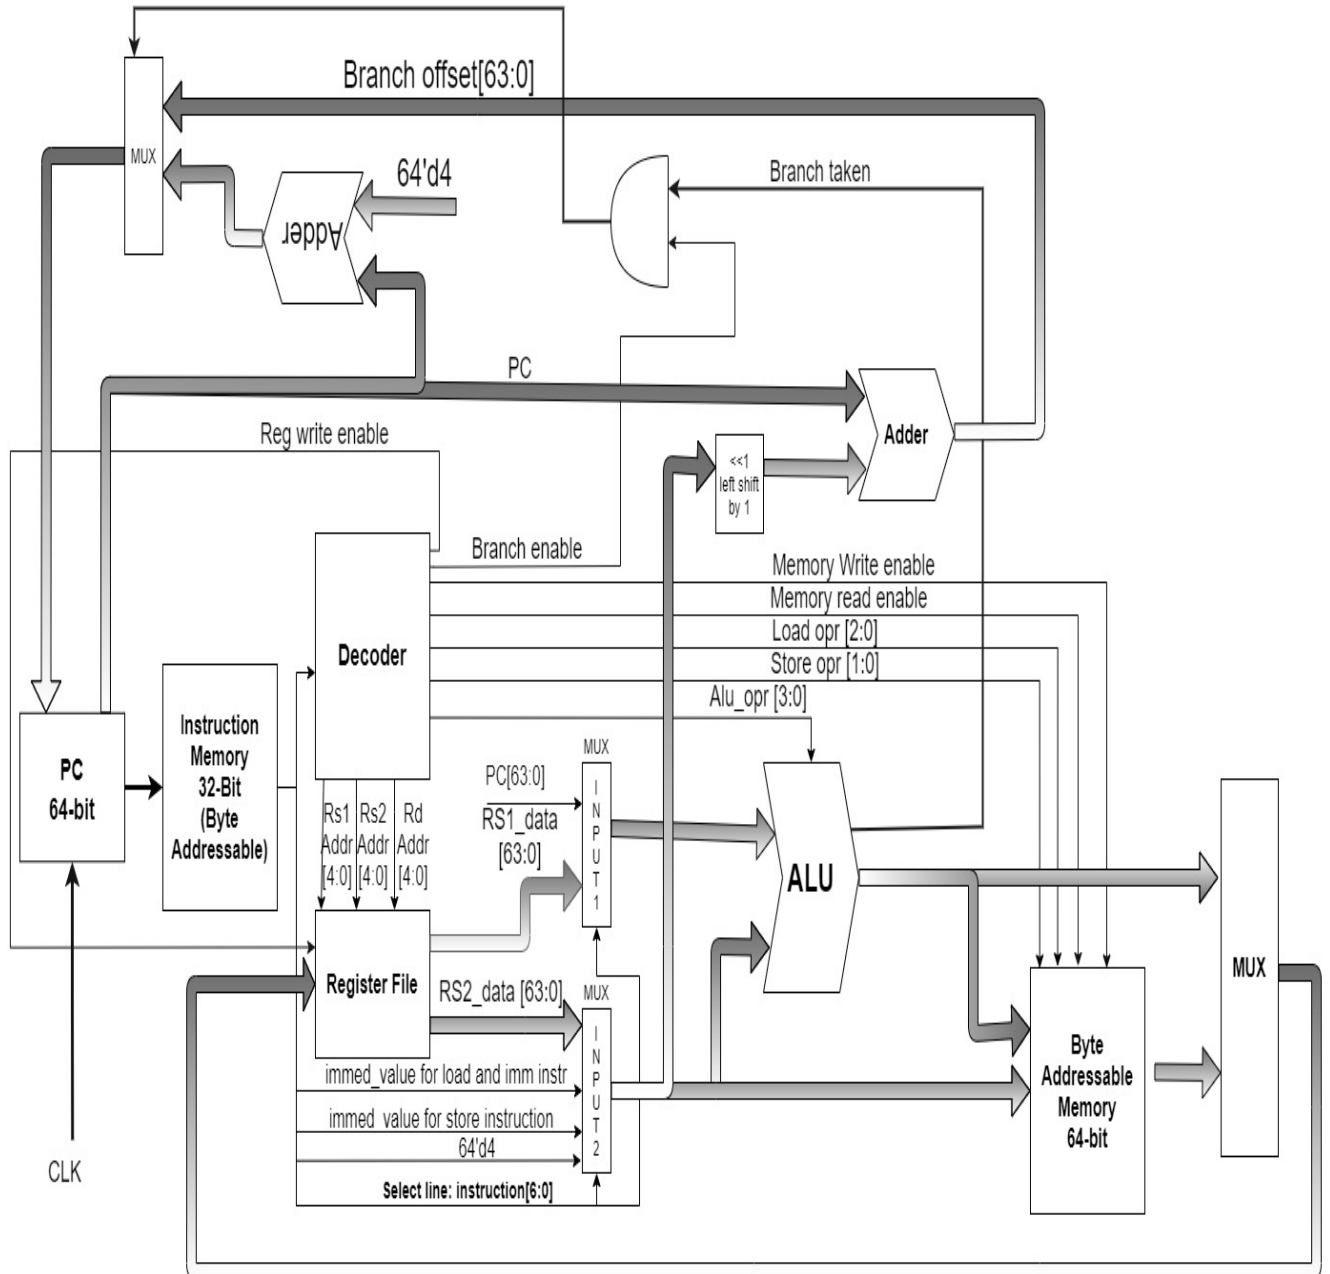 Branch offset[63:0]
MUX
64'd4
Adder
Branch taken
PC
Reg write enable
Adder
<<1
left shift
by 1
Branch enable
Memory Write enable
Memory read enable
Load opr [2:0]
Store opr [1:0]
Alu_opr [3:0]
Decoder
PC
64-bit
Instruction
Memory
32-Bit
(Byte
Addressable)
Rs1
Addr
[4:0]
Rs2
Addr
[4:0]
Rd
Addr
[4:0]
MUX
PC[63:0]
RS1_data
[63:0]
INPUT1
ALU
Register File
RS2_data [63:0]
MUX
INPUT2
immed_value for load and imm instr
immed_value for store instruction
64'd4
Select line: instruction[6:0]
Byte
Addressable
Memory
64-bit
MUX
CLK